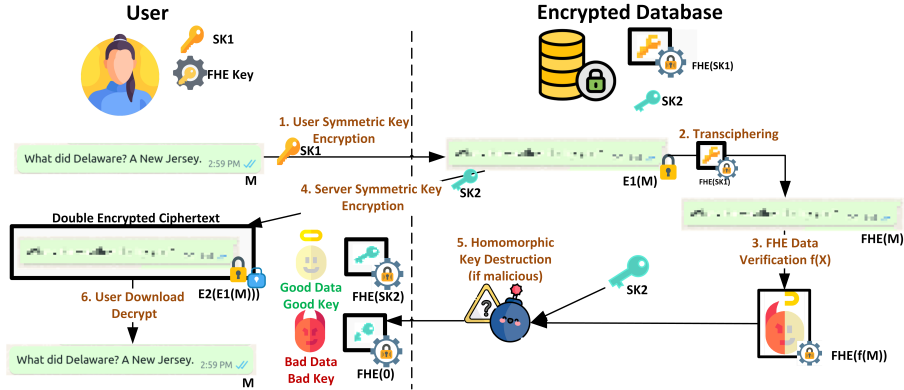 User
Encrypted Database
SK1
FHE Key
FHE(SK1)
SK2
1. User Symmetric Key
Encryption
SK1
What did Delaware? A New Jersey. 2:59 PM
M
E1(M)
2. Transciphering
FHE(SK1)
FHE(M)
3. FHE Data
Verification f(X)
FHE(f(M))
4. Server Symmetric Key
Encryption
SK2
Double Encrypted Ciphertext
E2(E1(M)))
5. Homomorphic
Key Destruction
(if malicious)
?
SK2
Good Data
Good Key
FHE(SK2)
Bad Data
Bad Key
FHE(0)
6. User Download
Decrypt
What did Delaware? A New Jersey. 2:59 PM
M